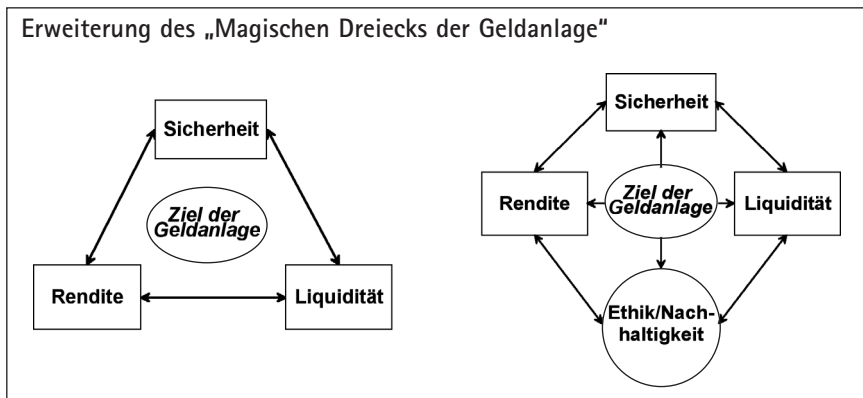 Erweiterung des „Magischen Dreiecks der Geldanlage“
Sicherheit
Ziel der
Geldanlage
Rendite
Liquidität
Sicherheit
Rendite
Ziel der
Geldanlage
Liquidität
Ethik/Nach-
haltigkeit